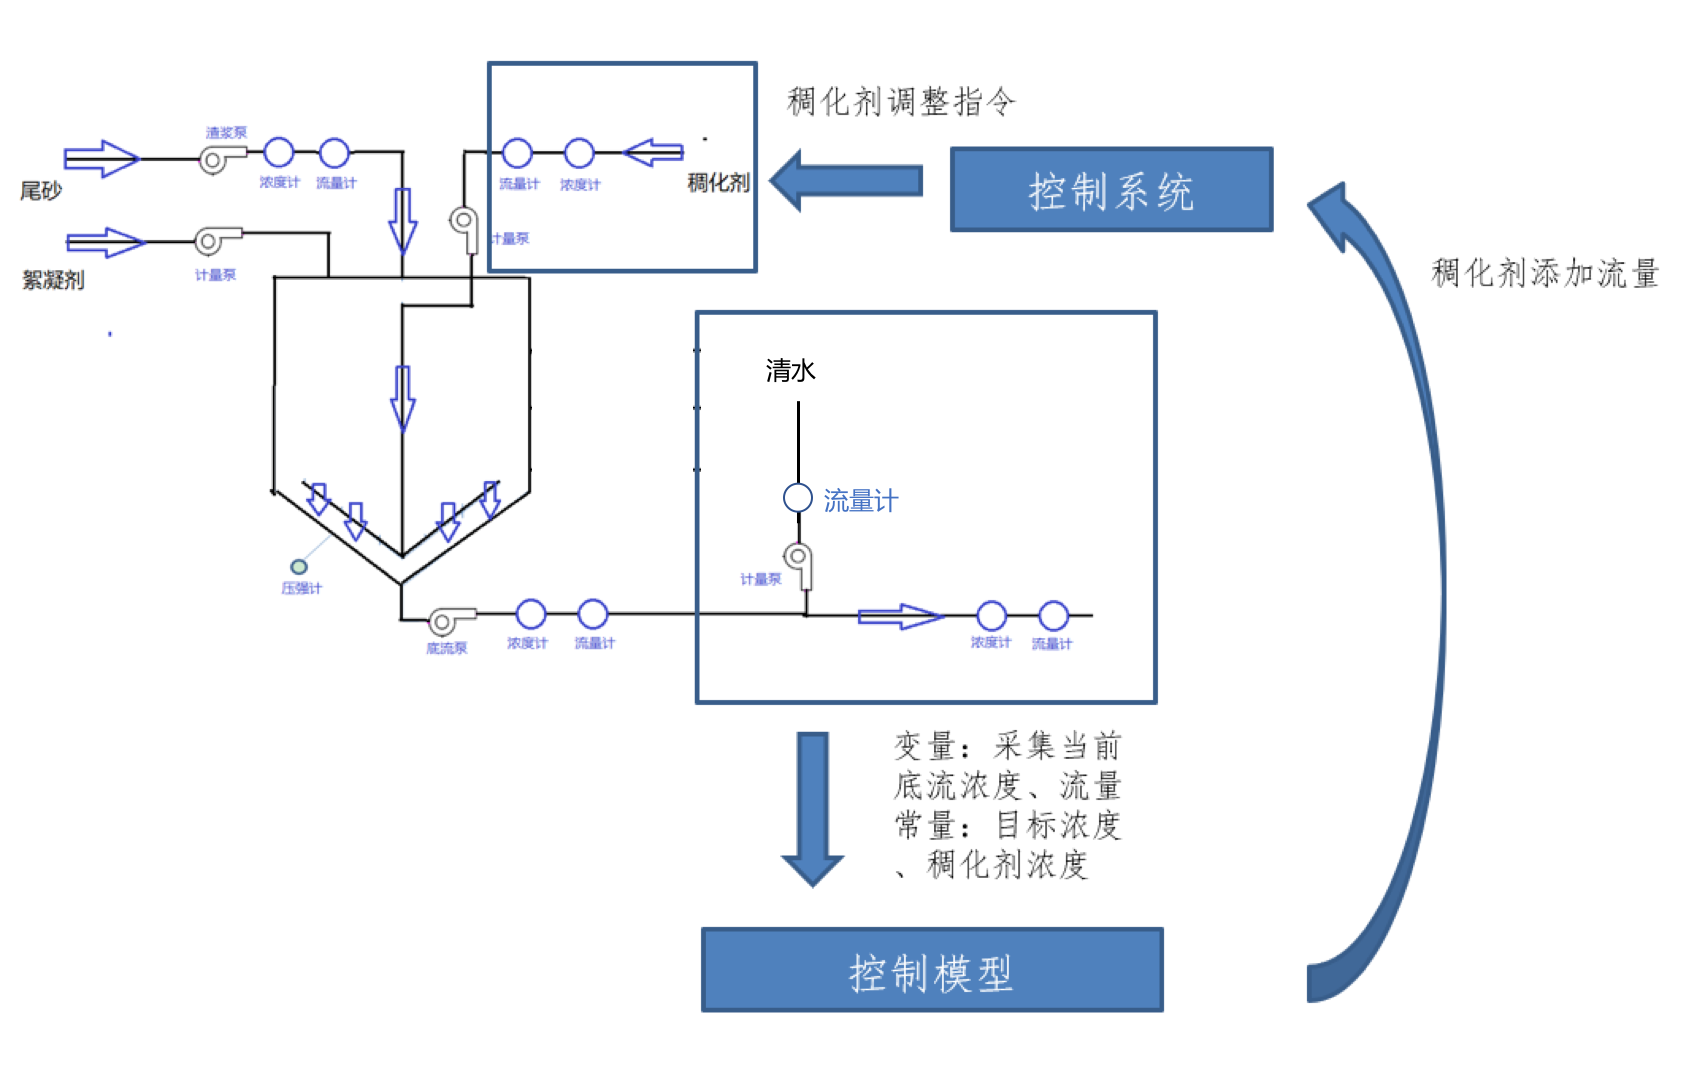 稠化剂调整指令
渣浆泵
浓度计
流量计
尾砂
流量计
浓度计
稠化剂
控制系统
计量泵
计量泵
絮凝剂
稠化剂添加流量
清水
流量计
计量泵
压强计
底流泵
浓度计
流量计
浓度计
流量计
变量：采集当前
底流浓度、流量
常量：目标浓度
、稠化剂浓度
控制模型